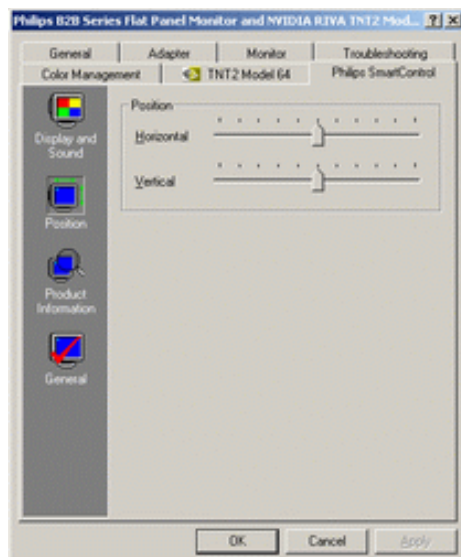 Philips B2B Series Flat Panel Monitor and NVIDIA RIVA TNT2 Mod...
General Adapter Monitor Troubleshooting
Color Management TNT2 Model 64 Philips SmartControl
Display and
Sound
Position
Product
Information
General
Position
Horizontal
Vertical
OK Cancel Apply